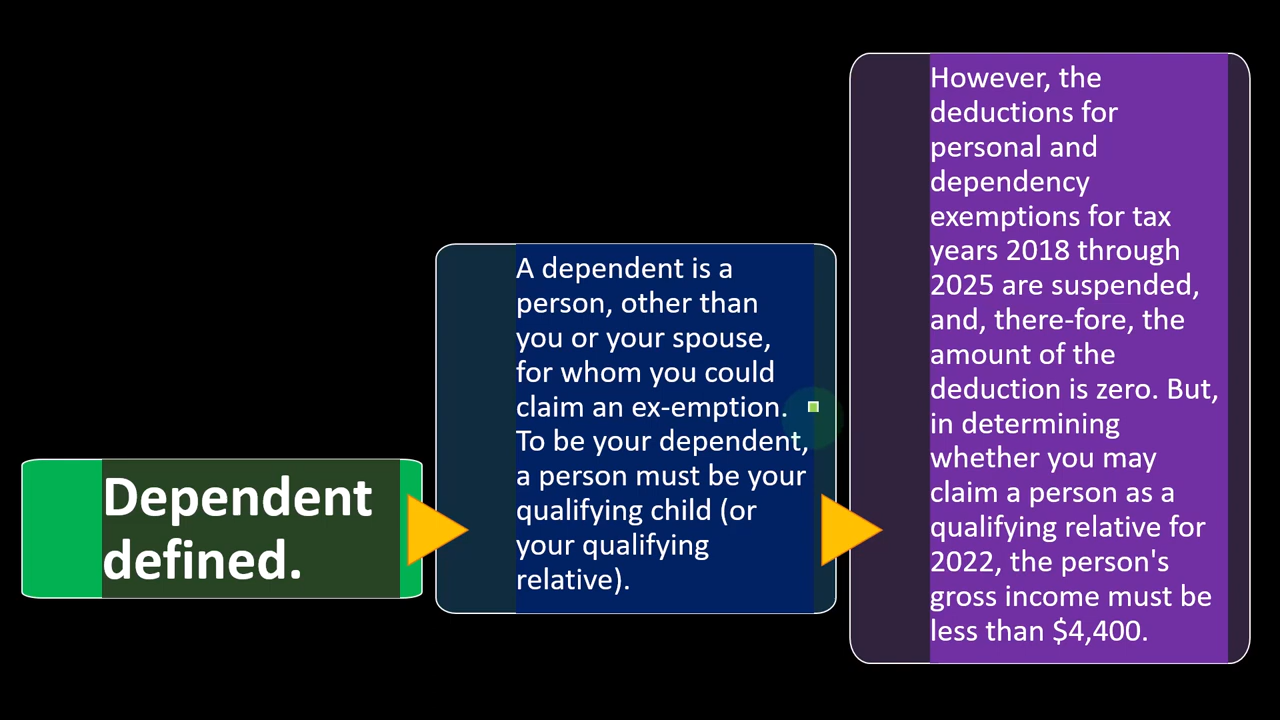 Dependent
defined.
A dependent is a
person, other than
you or your spouse,
for whom you could
claim an ex-emption.
To be your dependent,
a person must be your
qualifying child (or
your qualifying
relative).
However, the
deductions for
personal and
dependency
exemptions for tax
years 2018 through
2025 are suspended,
and, there-fore, the
amount of the
deduction is zero. But,
in determining
whether you may
claim a person as a
qualifying relative for
2022, the person's
gross income must be
less than $4,400.